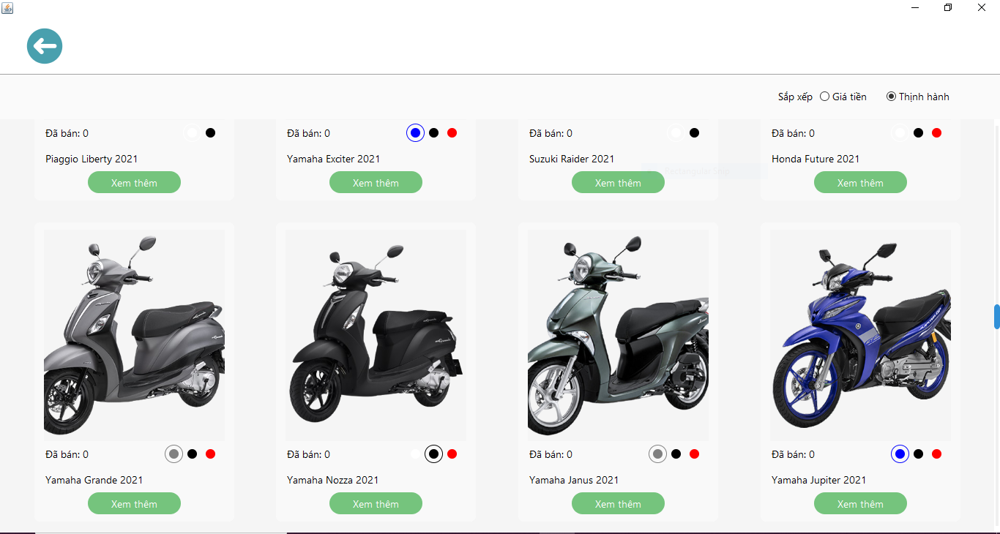 Sắp xếp Giá tiền Thịnh hành
Đã bán: 0
Piaggio Liberty 2021
Xem thêm
Đã bán: 0
Yamaha Exciter 2021
Xem thêm
Đã bán: 0
Suzuki Raider 2021
Xem thêm
Đã bán: 0
Honda Future 2021
Xem thêm
Rectangular Snip
Đã bán: 0
Yamaha Grande 2021
Xem thêm
Đã bán: 0
Yamaha Nozza 2021
Xem thêm
Đã bán: 0
Yamaha Janus 2021
Xem thêm
Đã bán: 0
Yamaha Jupiter 2021
Xem thêm